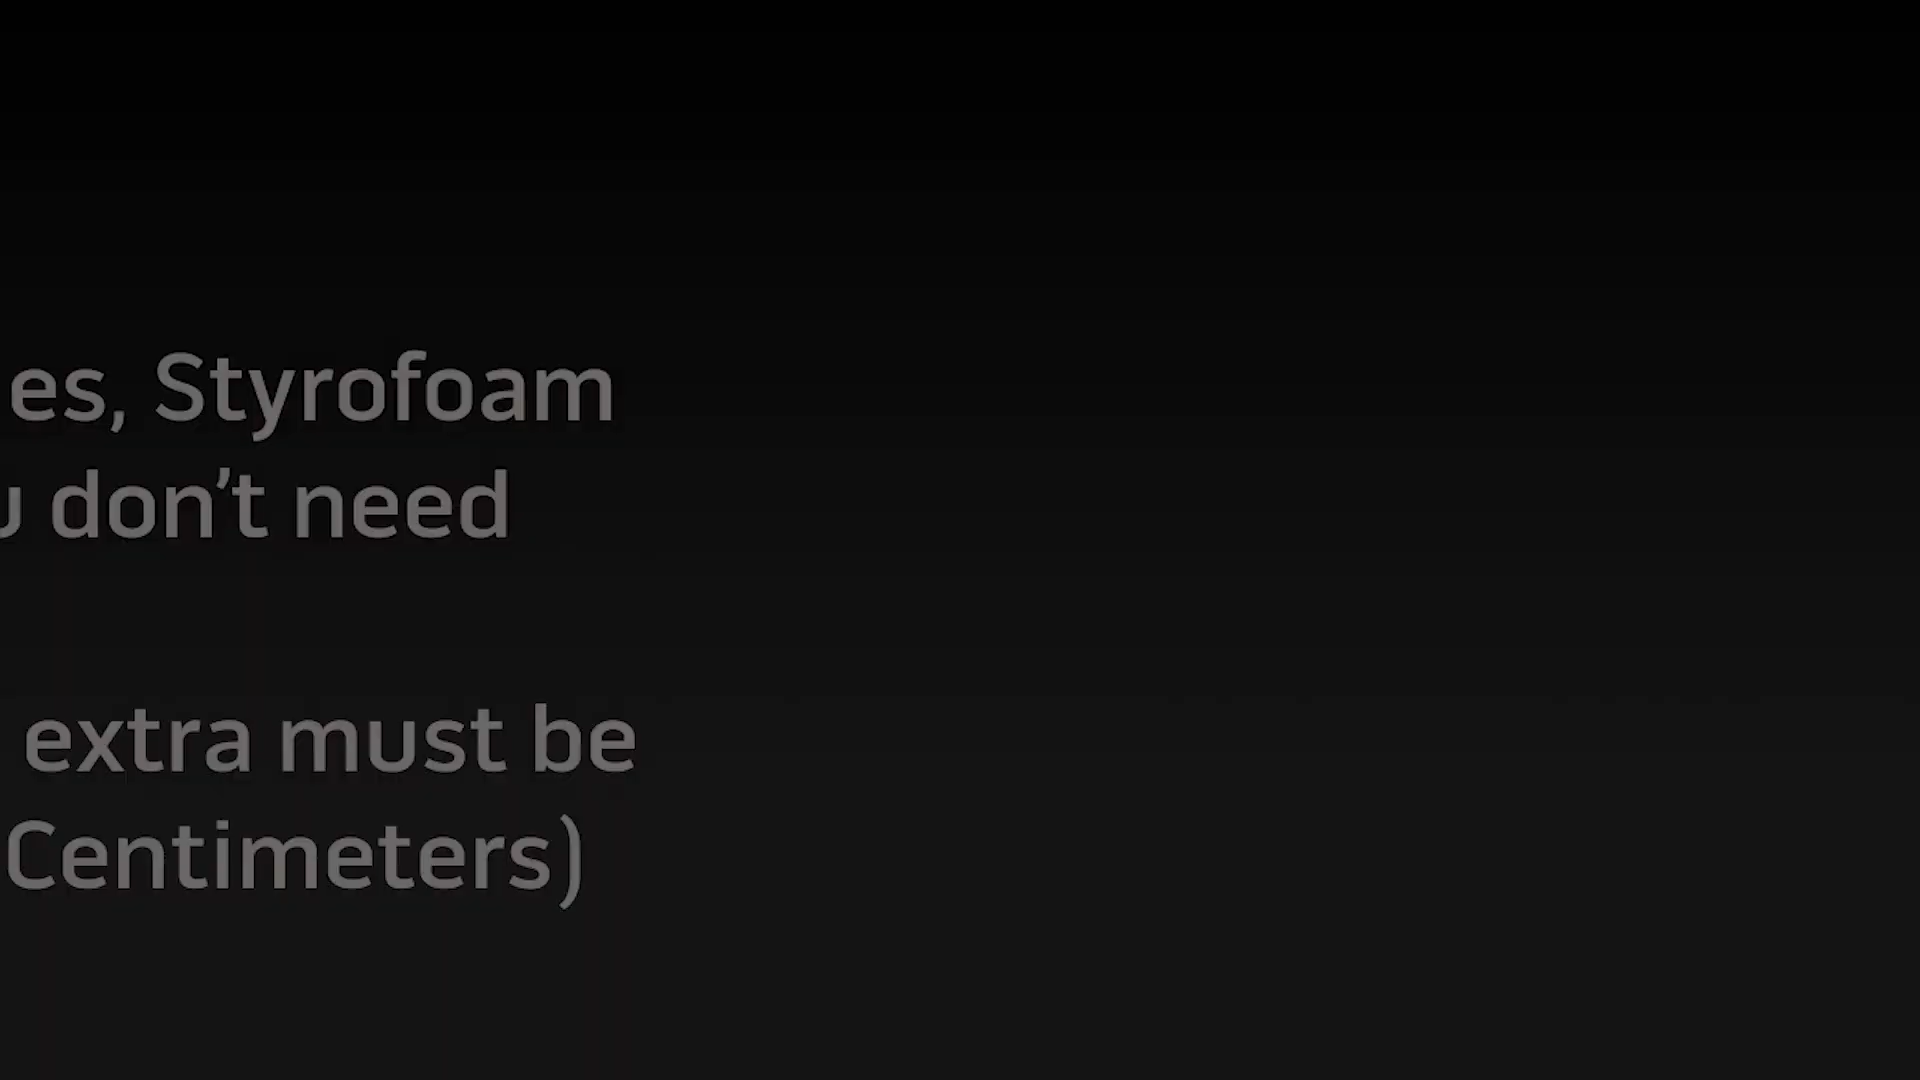 es, Styrofoam
don’t need
extra must be
Centimeters)